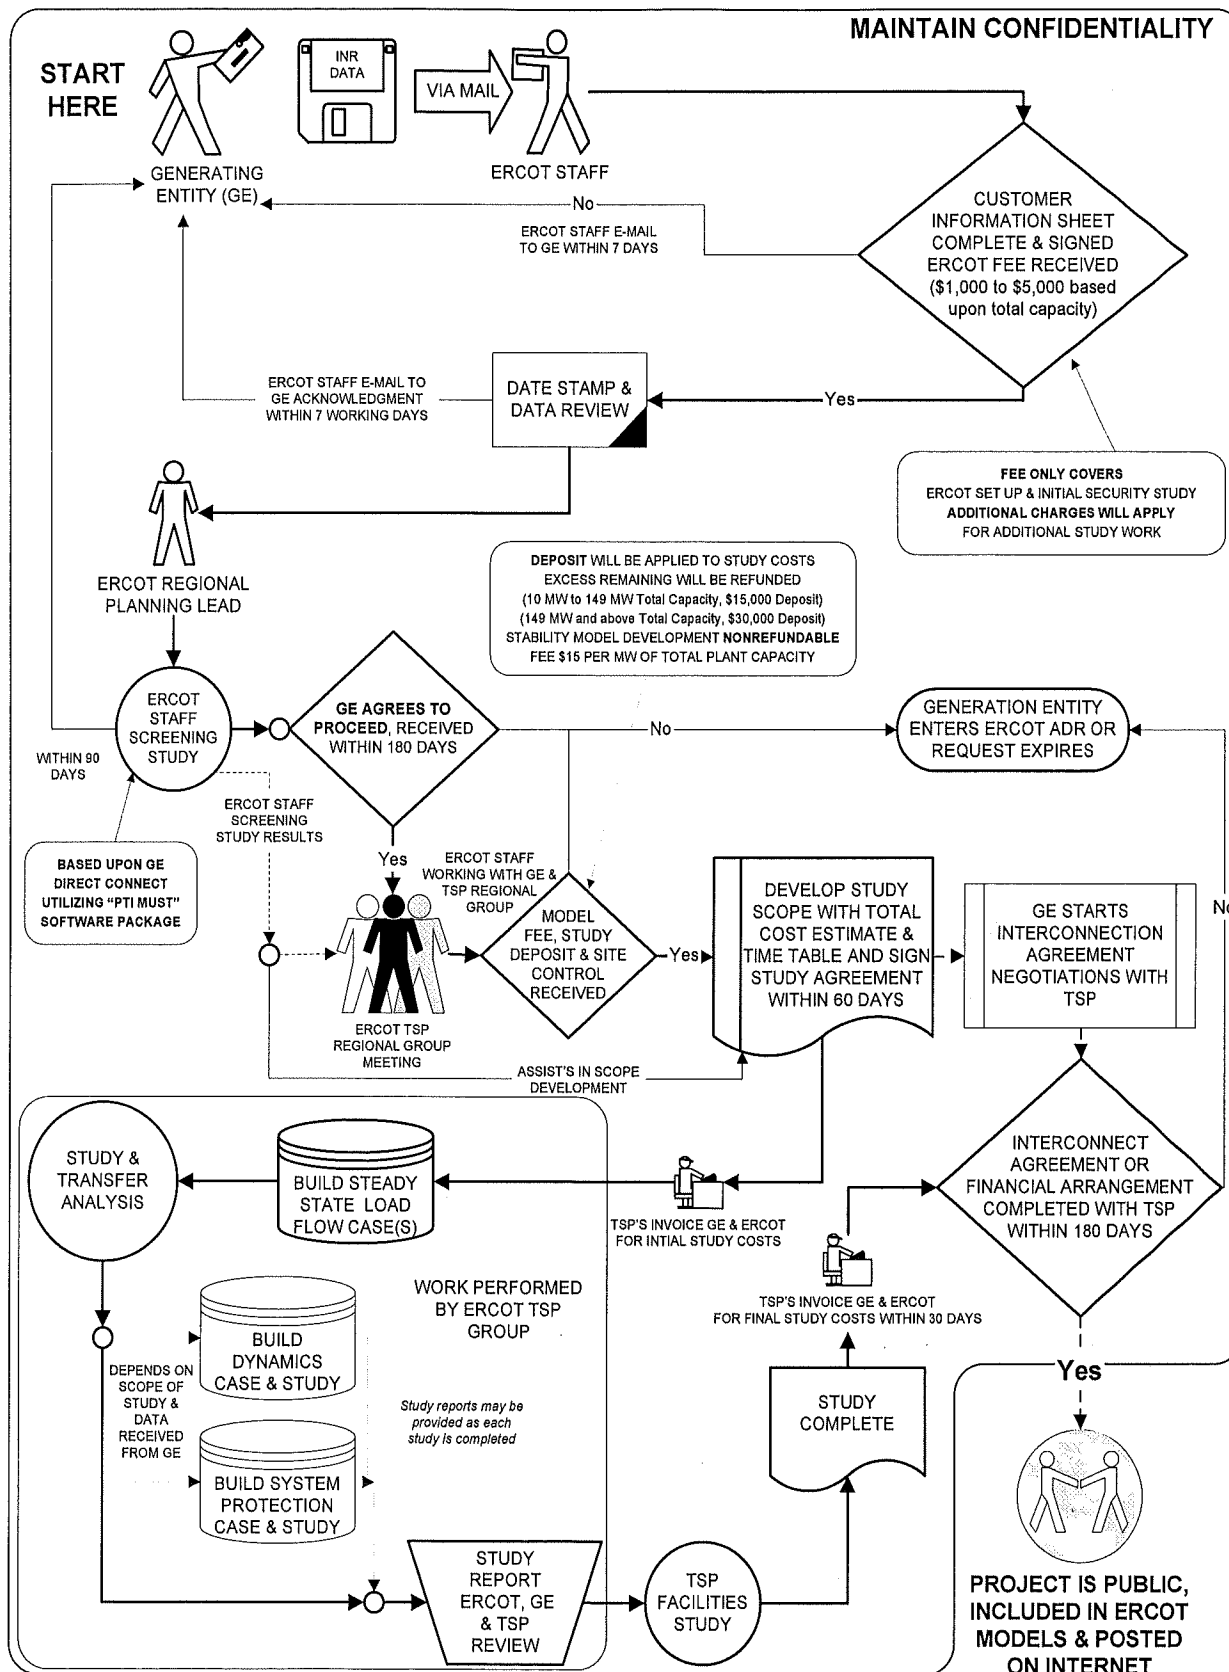 MAINTAIN CONFIDENTIALITY
START
HERE
INR
DATA
VIA MAIL
GENERATING
ENTITY (GE)
ERCOT STAFF
No
ERCOT STAFF E-MAIL
TO GE WITHIN 7 DAYS
CUSTOMER
INFORMATION SHEET
COMPLETE & SIGNED
ERCOT FEE RECEIVED
($1,000 to $5,000 based
upon total capacity)
ERCOT STAFF E-MAIL TO
GE ACKNOWLEDGMENT
WITHIN 7 WORKING DAYS
DATE STAMP &
DATA REVIEW
Yes
FEE ONLY COVERS
ERCOT SET UP & INITIAL SECURITY STUDY
ADDITIONAL CHARGES WILL APPLY
FOR ADDITIONAL STUDY WORK
ERCOT REGIONAL
PLANNING LEAD
DEPOSIT WILL BE APPLIED TO STUDY COSTS
EXCESS REMAINING WILL BE REFUNDED
(10 MW to 149 MW Total Capacity, $15,000 Deposit)
(149 MW and above Total Capacity, $30,000 Deposit)
STABILITY MODEL DEVELOPMENT NONREFUNDABLE
FEE $15 PER MW OF TOTAL PLANT CAPACITY
ERCOT
STAFF
SCREENING
STUDY
GE AGREES TO
PROCEED, RECEIVED
WITHIN 180 DAYS
No
GENERATION ENTITY
ENTERS ERCOT ADR OR
REQUEST EXPIRES
WITHIN 90
DAYS
ERCOT STAFF
SCREENING
STUDY RESULTS
BASED UPON GE
DIRECT CONNECT
UTILIZING “PTI MUST”
SOFTWARE PACKAGE
Yes
ERCOT STAFF
WORKING WITH GE &
TSP REGIONAL
GROUP
MODEL
FEE, STUDY
DEPOSIT & SITE
CONTROL
RECEIVED
Yes
DEVELOP STUDY
SCOPE WITH TOTAL
COST ESTIMATE &
TIME TABLE AND SIGN
STUDY AGREEMENT
WITHIN 60 DAYS
GE STARTS
INTERCONNECTION
AGREEMENT
NEGOTIATIONS WITH
TSP
No
ERCOT TSP
REGIONAL GROUP
MEETING
ASSIST'S IN SCOPE
DEVELOPMENT
STUDY &
TRANSFER
ANALYSIS
BUILD STEADY
STATE LOAD
FLOW CASE(S)
TSP'S INVOICE GE & ERCOT
FOR INTIAL STUDY COSTS
INTERCONNECT
AGREEMENT OR
FINANCIAL ARRANGEMENT
COMPLETED WITH TSP
WITHIN 180 DAYS
WORK PERFORMED
BY ERCOT TSP
GROUP
TSP'S INVOICE GE & ERCOT
FOR FINAL STUDY COSTS WITHIN 30 DAYS
BUILD
DYNAMICS
CASE & STUDY
DEPENDS ON
SCOPE OF
STUDY &
DATA
RECEIVED
FROM GE
Study reports may be
provided as each
study is completed
STUDY
COMPLETE
Yes
BUILD SYSTEM
PROTECTION
CASE & STUDY
STUDY
REPORT
ERCOT, GE
& TSP
REVIEW
TSP
FACILITIES
STUDY
PROJECT IS PUBLIC,
INCLUDED IN ERCOT
MODELS & POSTED
ON INTERNET